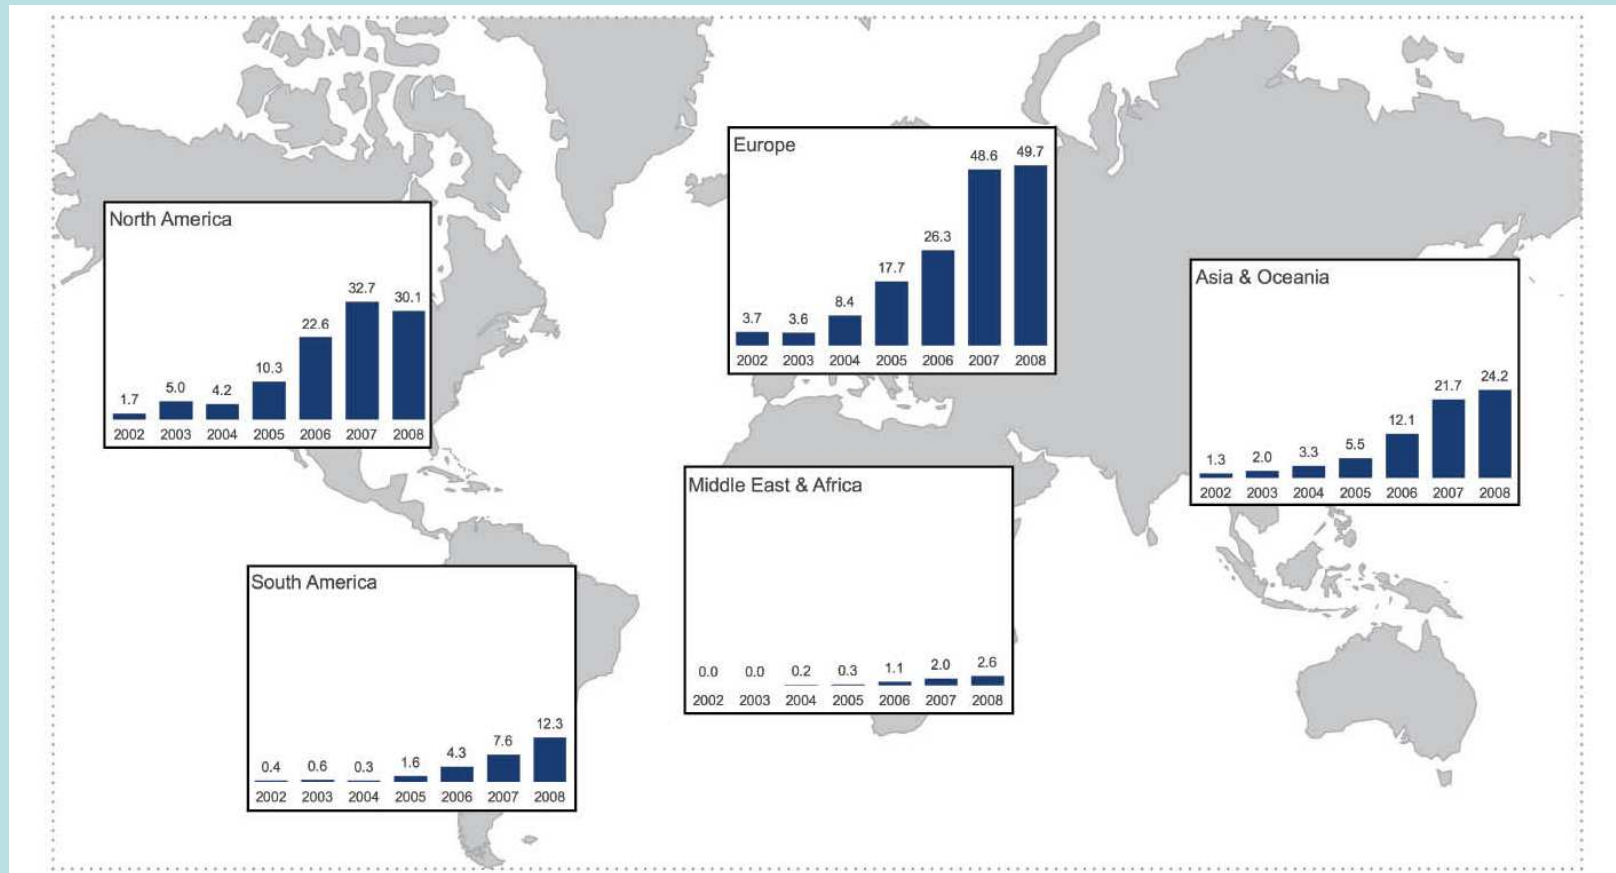 North America
1.7 5.0 4.2 10.3 22.6 32.7 30.1
2002 2003 2004 2005 2006 2007 2008
Europe
3.7 3.6 8.4 17.7 26.3 48.6 49.7
2002 2003 2004 2005 2006 2007 2008
Asia & Oceania
1.3 2.0 3.3 5.5 12.1 21.7 24.2
2002 2003 2004 2005 2006 2007 2008
Middle East & Africa
0.0 0.0 0.2 0.3 1.1 2.0 2.6
2002 2003 2004 2005 2006 2007 2008
South America
0.4 0.6 0.3 1.6 4.3 7.6 12.3
2002 2003 2004 2005 2006 2007 2008